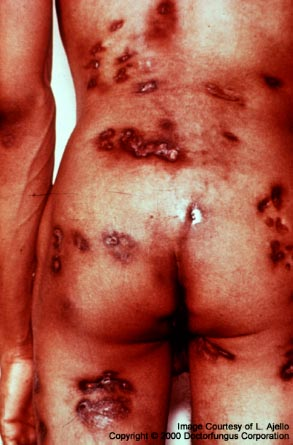 Image Courtesy of L. Ajello
Copyright © 2000 Doctorfungus Corporation